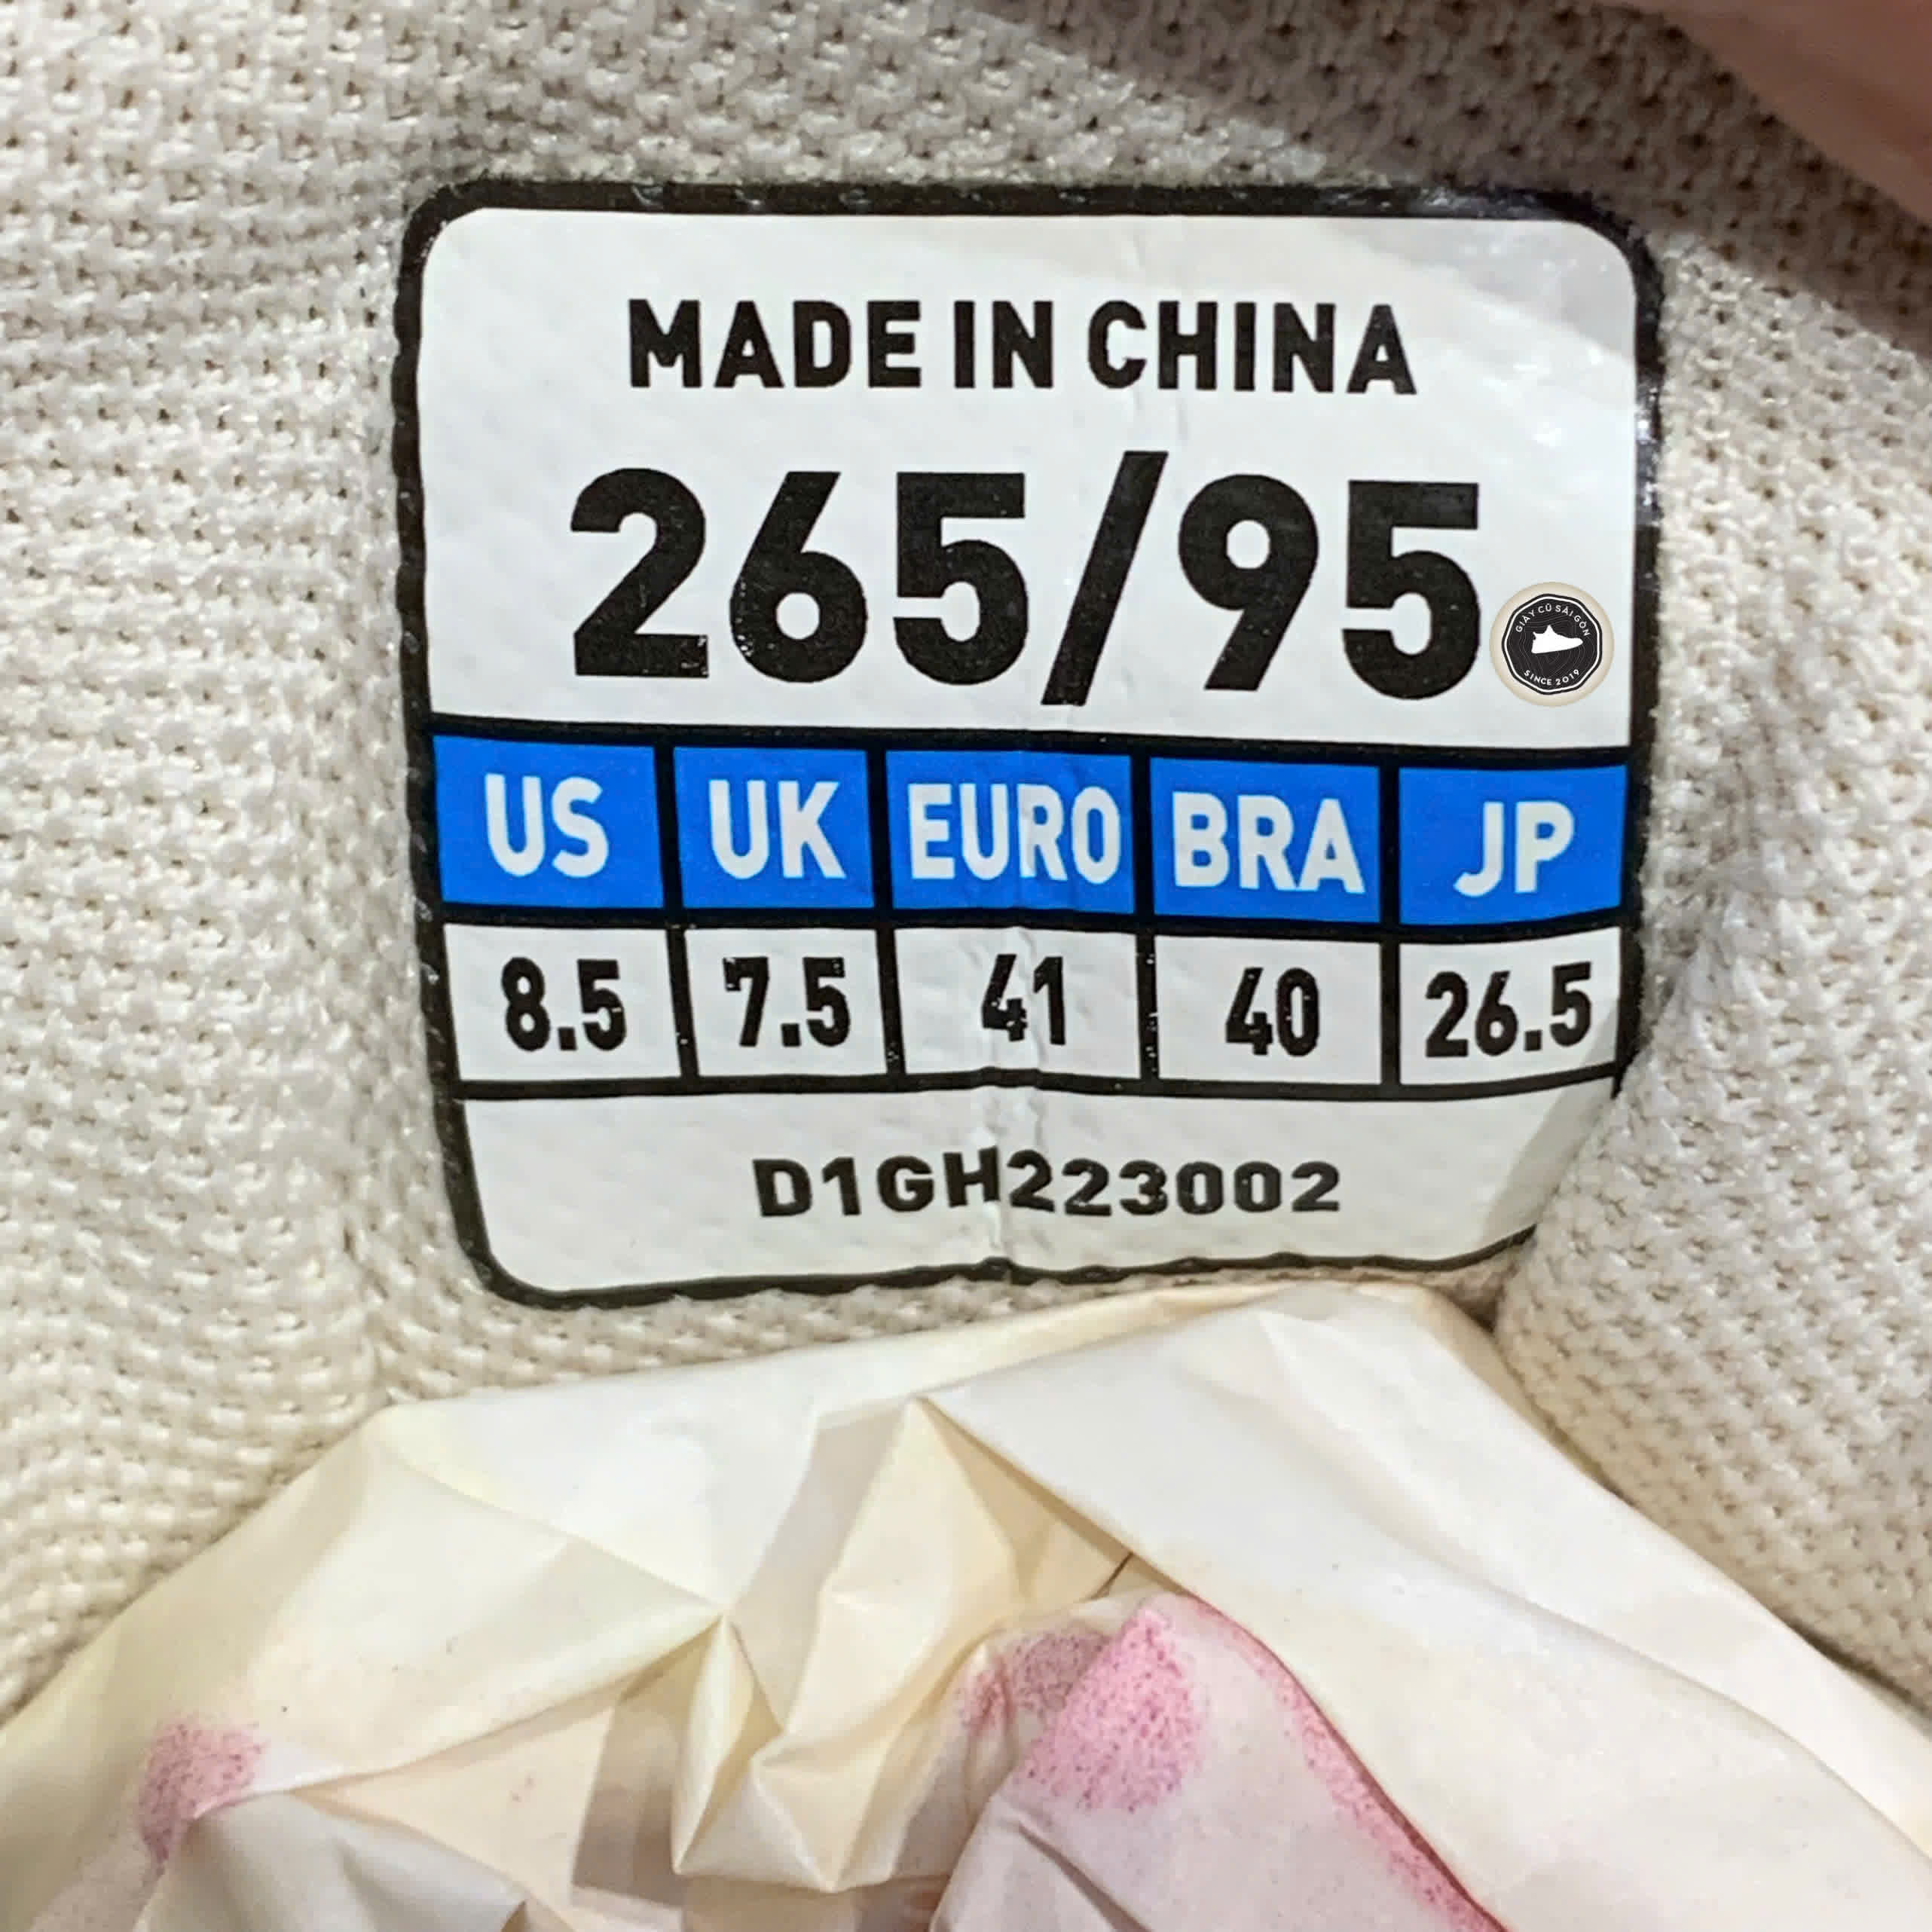 MADE IN CHINA
265/95
GIÀY CŨ SÀI GÒN
SINCE 2019
US UK EURO BRA JP
8.5 7.5 41 40 26.5
D1GH223002